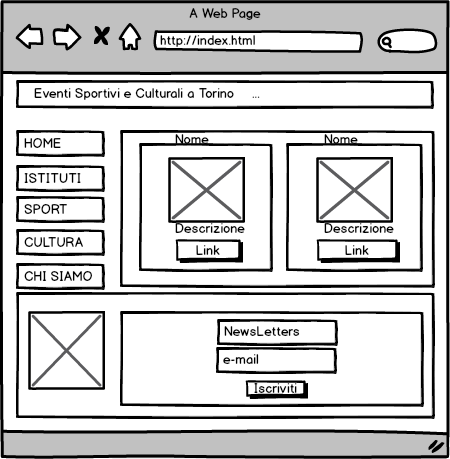 A Web Page
http://index.html
Eventi Sportivi e Culturali a Torino ...
HOME
ISTITUTI
SPORT
CULTURA
CHI SIAMO
Nome
Descrizione
Link
Nome
Descrizione
Link
NewsLetters
e-mail
Iscriviti